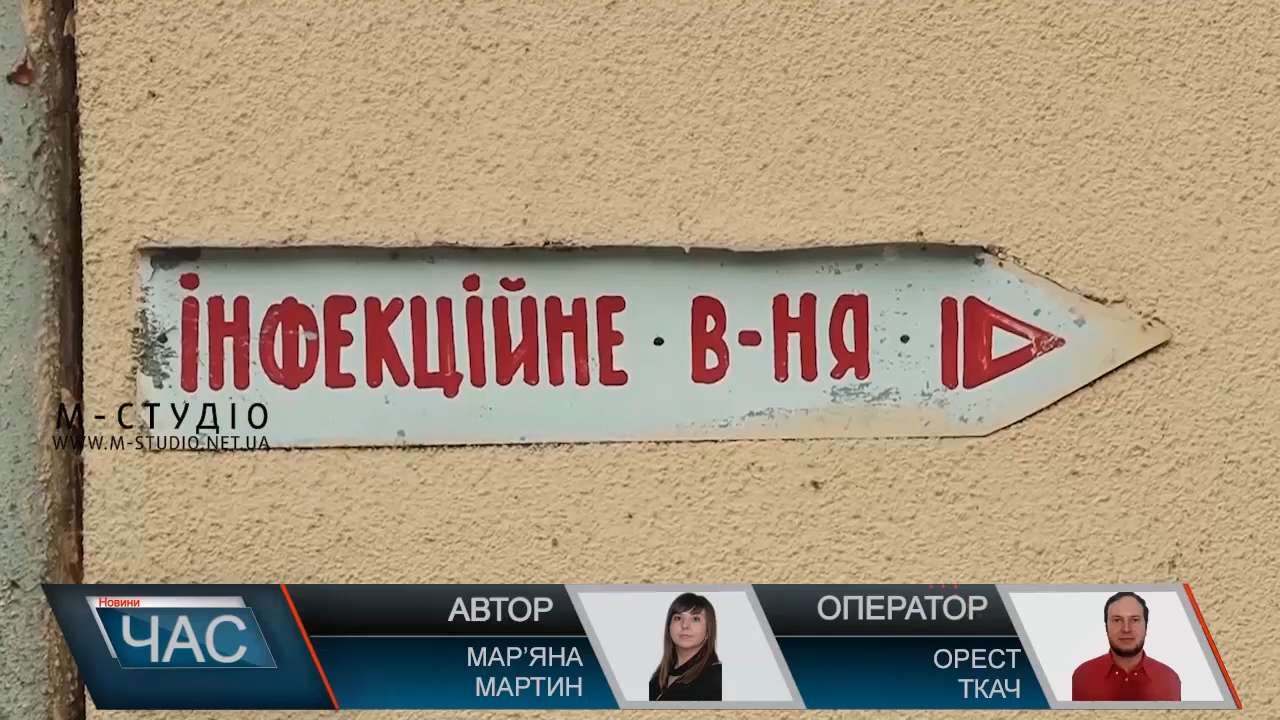 ІНФЕКЦІЙНЕ В-НЯ
М-СТУДІО
WWW.M-STUDIO.NET.UA
Новини
ЧАС
АВТОР
МАР’ЯНА
МАРТИН
ОПЕРАТОР
ОРЕСТ
ТКАЧ